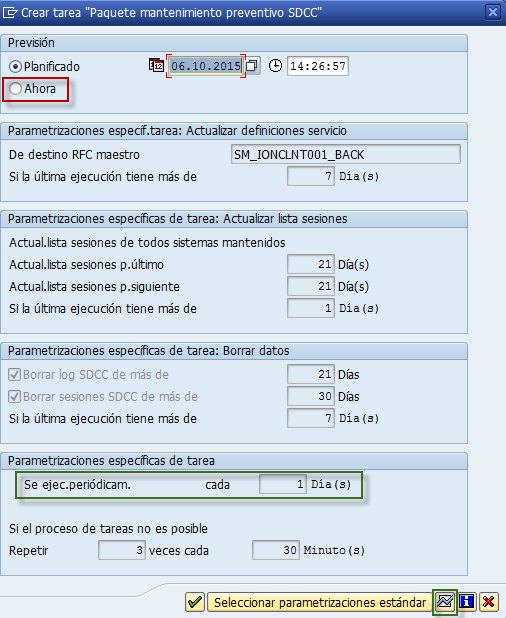 Crear tarea "Paquete mantenimiento preventivo SDCC"
Previsión
Planificado 06.10.2015 14:26:57
Ahora
Parametrizaciones específ.tarea: Actualizar definiciones servicio
De destino RFC maestro SM_IONCLNT001_BACK
Si la última ejecución tiene más de 7 Día(s)
Parametrizaciones específicas de tarea: Actualizar lista sesiones
Actual.lista sesiones de todos sistemas mantenidos
Actual.lista sesiones p.último 21 Día(s)
Actual.lista sesiones p.siguiente 21 Día(s)
Si la última ejecución tiene más de 1 Día(s)
Parametrizaciones específicas de tarea: Borrar datos
Borrar log SDCC de más de 21 Días
Borrar sesiones SDCC de más de 30 Días
Si la última ejecución tiene más de 7 Día(s)
Parametrizaciones específicas de tarea
Se ejec.periódicam. cada 1 Día(s)
Si el proceso de tareas no es posible
Repetir 3 veces cada 30 Minuto(s)
Seleccionar parametrizaciones estándar